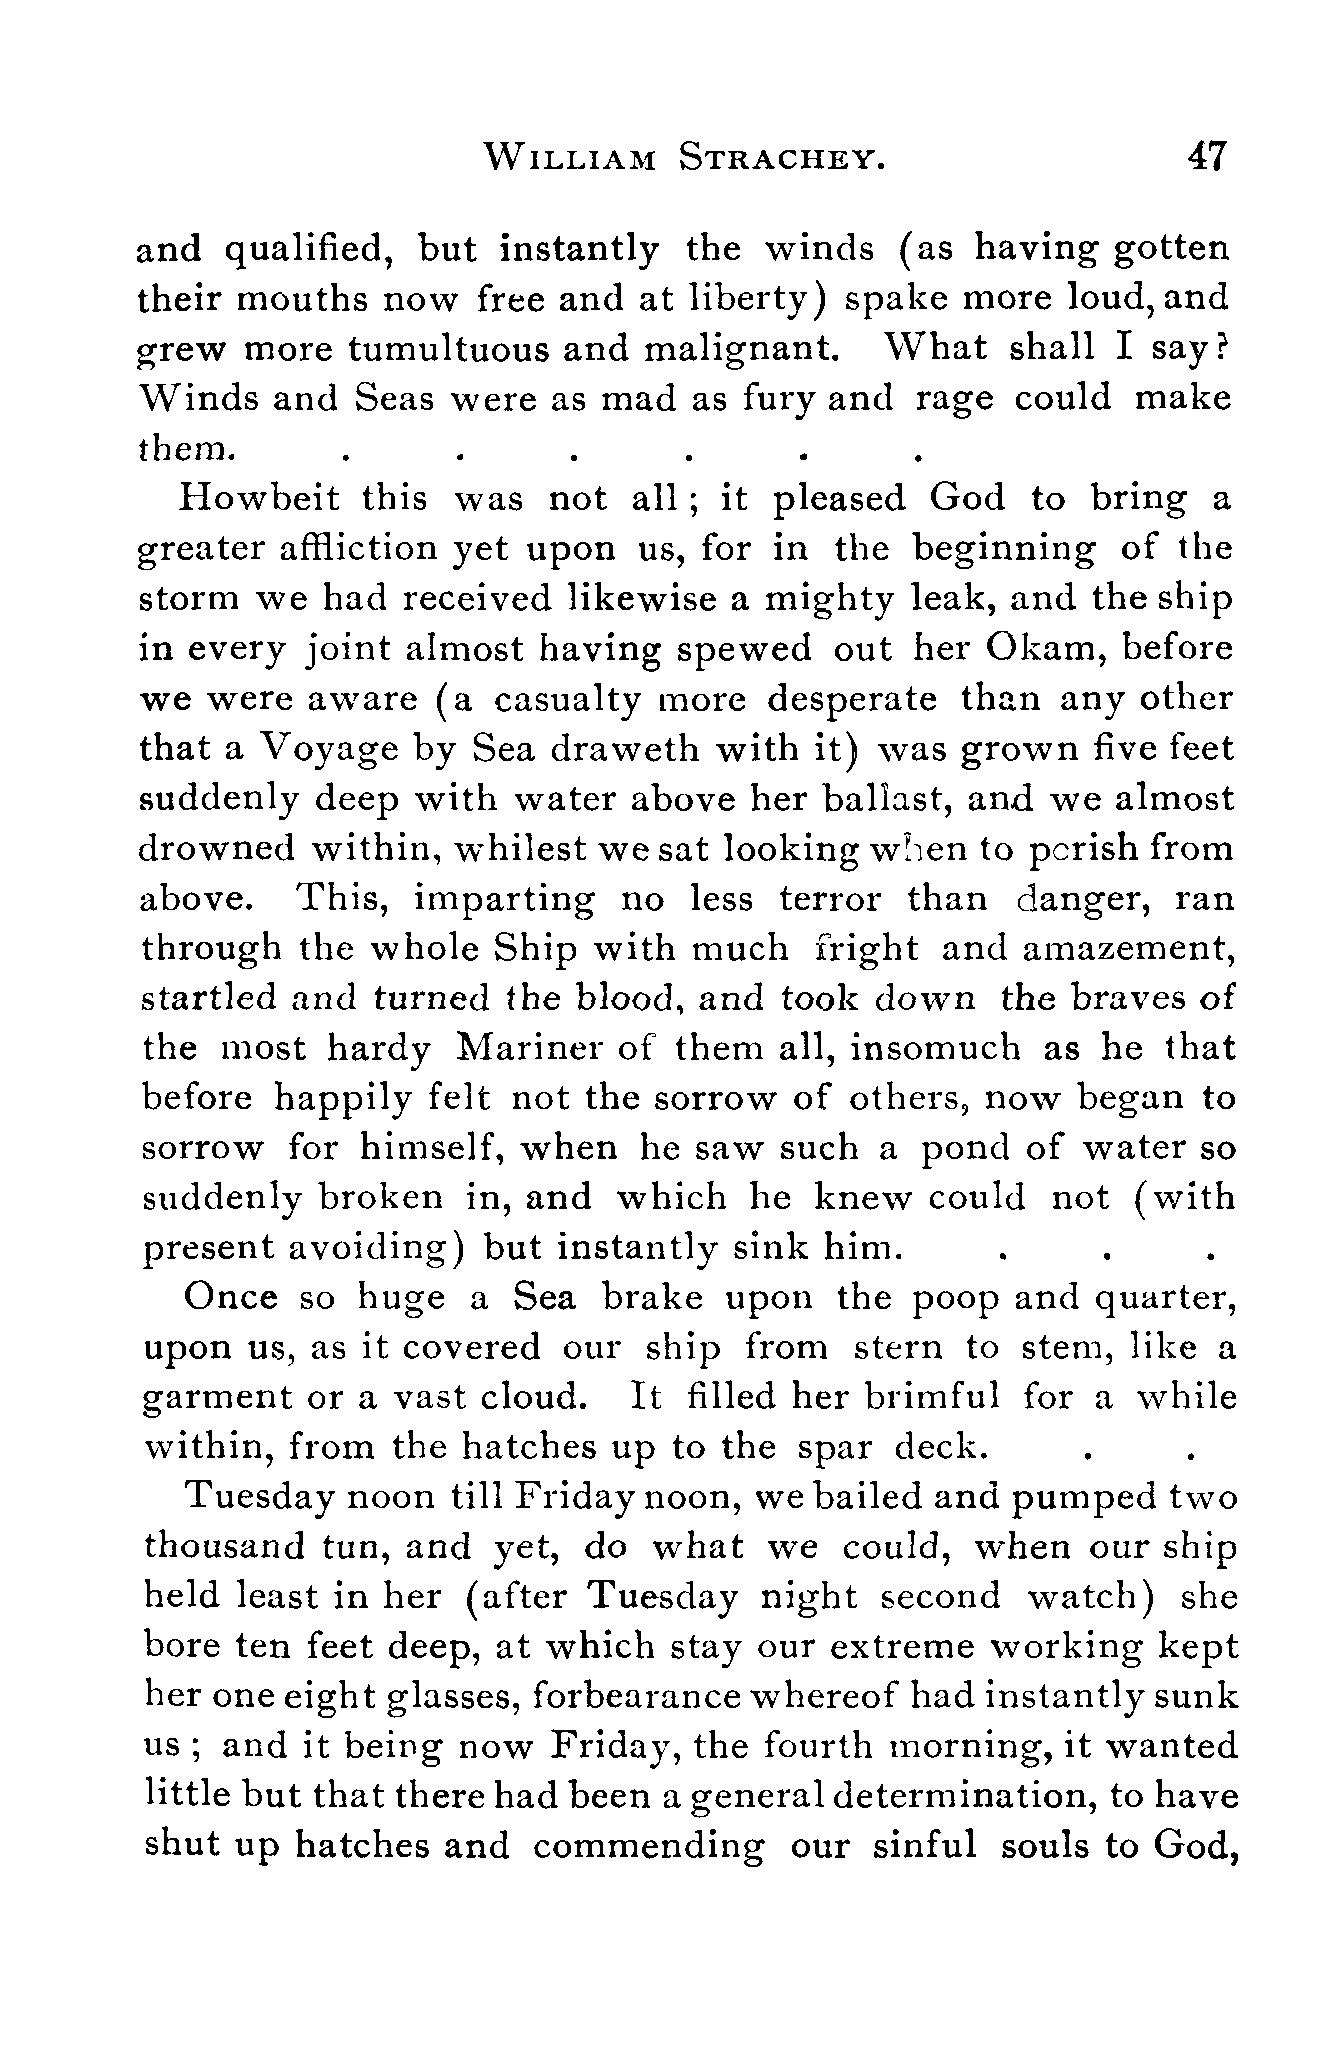 William Strachey. 47
and qualified, but instantly the winds (as having gotten
their mouths now free and at liberty) spake more loud, and
grew more tumultuous and malignant. What shall I say?
Winds and Seas were as mad as fury and rage could make
them. . . . . . .
Howbeit this was not all ; it pleased God to bring a
greater affliction yet upon us, for in the beginning of the
storm we had received likewise a mighty leak, and the ship
in every joint almost having spewed out her Okam, before
we were aware (a casualty more desperate than any other
that a Voyage by Sea draweth with it) was grown five feet
suddenly deep with water above her ballast, and we almost
drowned within, whilest we sat looking when to perish from
above. This, imparting no less terror than danger, ran
through the whole Ship with much fright and amazement,
startled and turned the blood, and took down the braves of
the most hardy Mariner of them all, insomuch as he that
before happily felt not the sorrow of others, now began to
sorrow for himself, when he saw such a pond of water so
suddenly broken in, and which he knew could not (with
present avoiding) but instantly sink him. . . .
Once so huge a Sea brake upon the poop and quarter,
upon us, as it covered our ship from stern to stem, like a
garment or a vast cloud. It filled her brimful for a while
within, from the hatches up to the spar deck. . .
Tuesday noon till Friday noon, we bailed and pumped two
thousand tun, and yet, do what we could, when our ship
held least in her (after Tuesday night second watch) she
bore ten feet deep, at which stay our extreme working kept
her one eight glasses, forbearance whereof had instantly sunk
us ; and it being now Friday, the fourth morning, it wanted
little but that there had been a general determination, to have
shut up hatches and commending our sinful souls to God,